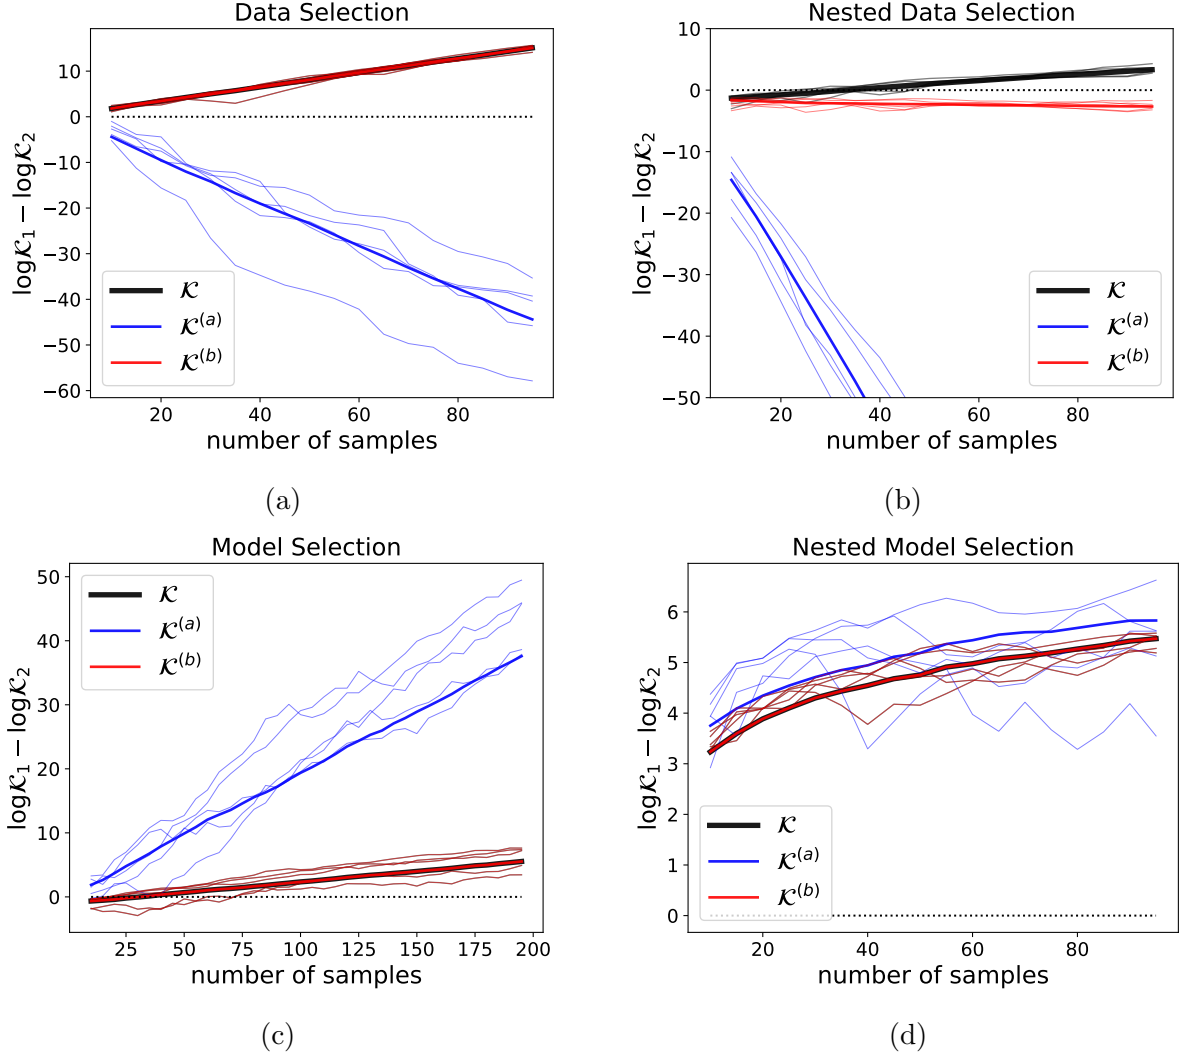 Data Selection
10
0
−10
−20
−30
−40
−50
−60
log𝒦₁ − log𝒦₂
20 40 60 80
number of samples
𝒦
𝒦⁽ᵃ⁾
𝒦⁽ᵇ⁾
(a)
Nested Data Selection
10
0
−10
−20
−30
−40
−50
log𝒦₁ − log𝒦₂
20 40 60 80
number of samples
𝒦
𝒦⁽ᵃ⁾
𝒦⁽ᵇ⁾
(b)
Model Selection
50
40
30
20
10
0
log𝒦₁ − log𝒦₂
25 50 75 100 125 150 175 200
number of samples
𝒦
𝒦⁽ᵃ⁾
𝒦⁽ᵇ⁾
(c)
Nested Model Selection
6
5
4
3
2
1
0
log𝒦₁ − log𝒦₂
20 40 60 80
number of samples
𝒦
𝒦⁽ᵃ⁾
𝒦⁽ᵇ⁾
(d)